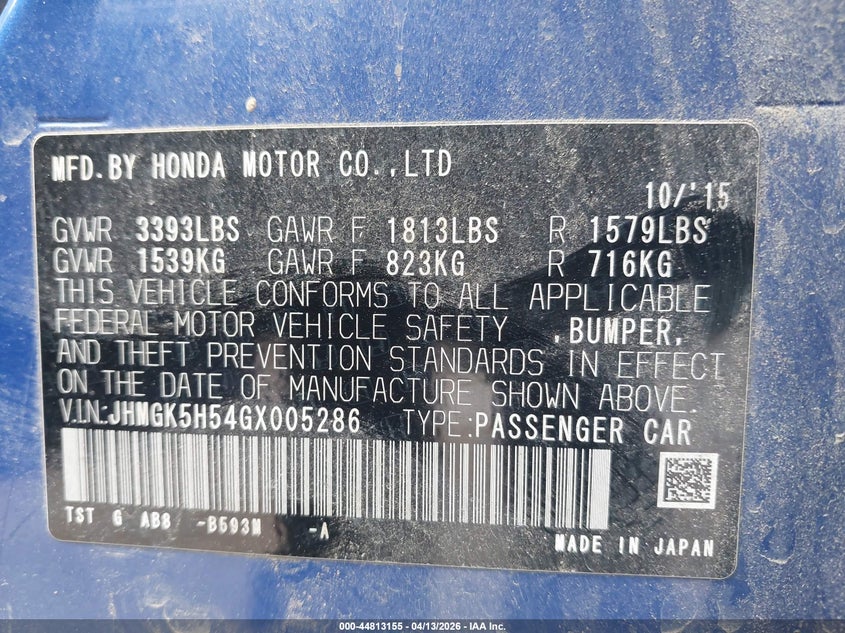 MFD.BY HONDA MOTOR CO.,LTD
10/'15
GVWR 3393LBS GAWR F 1813LBS R 1579LBS
GVWR 1539KG GAWR F 823KG R 716KG
THIS VEHICLE CONFORMS TO ALL APPLICABLE
FEDERAL MOTOR VEHICLE SAFETY ,BUMPER,
AND THEFT PREVENTION STANDARDS IN EFFECT
ON THE DATE OF MANUFACTURE SHOWN ABOVE.
V.I.N:JHMGK5H54GX005286 TYPE:PASSENGER CAR
TST G AB8 -B593M -A
MADE IN JAPAN
000-44813155 - 04/13/2026 - IAA Inc.